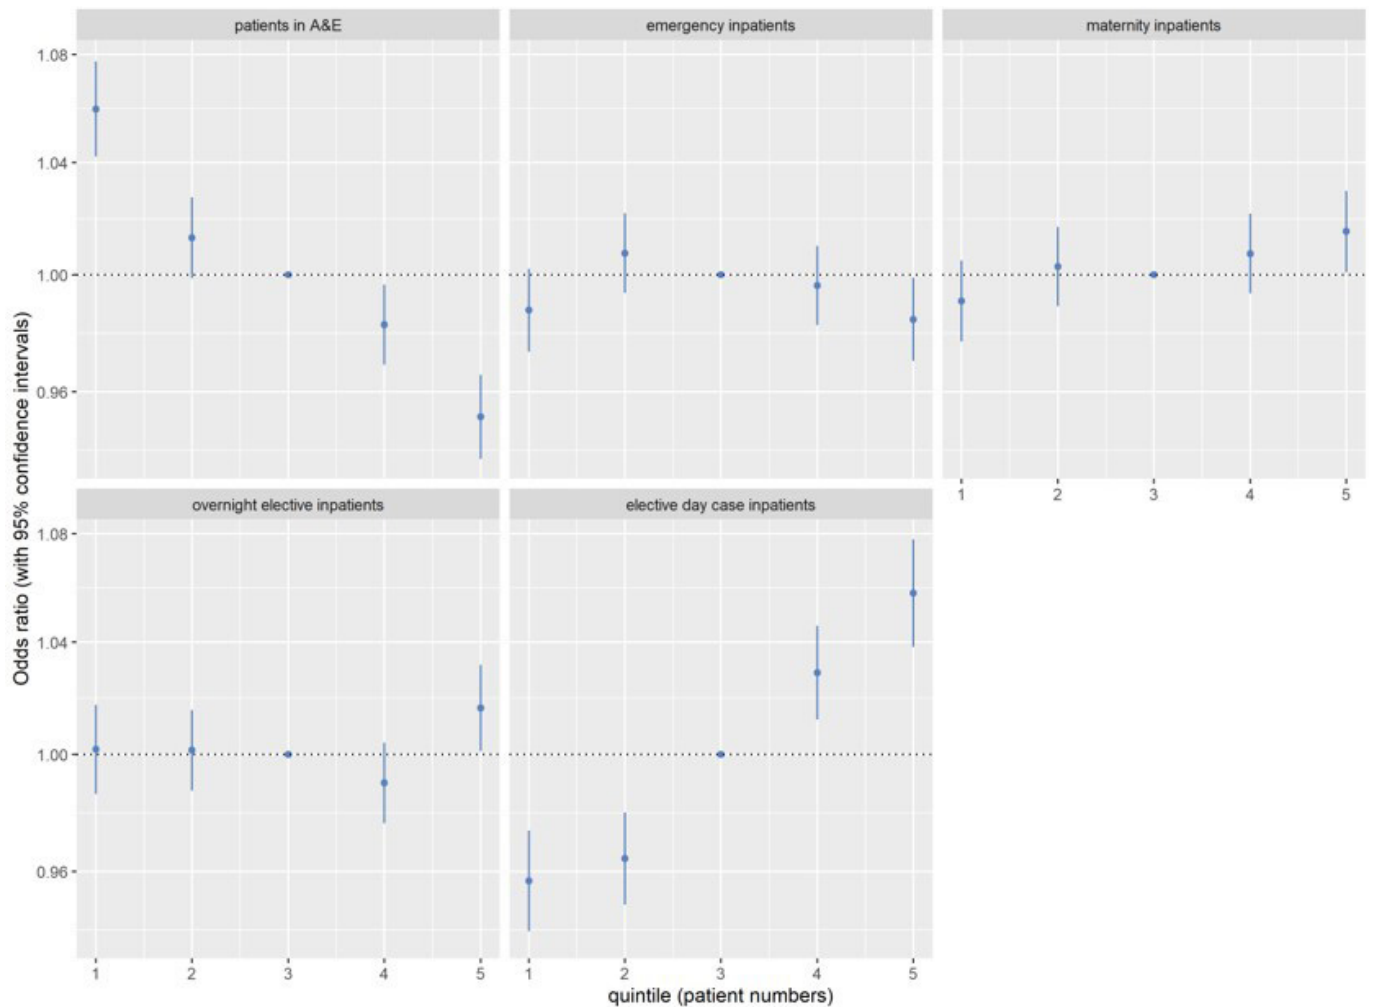 patients in A&E
emergency inpatients
maternity inpatients
1.08
1.04
1.00
0.96
1 2 3 4 5
overnight elective inpatients
elective day case inpatients
1.08
1.04
1.00
0.96
1 2 3 4 5
1 2 3 4 5
quintile (patient numbers)
Odds ratio (with 95% confidence intervals)